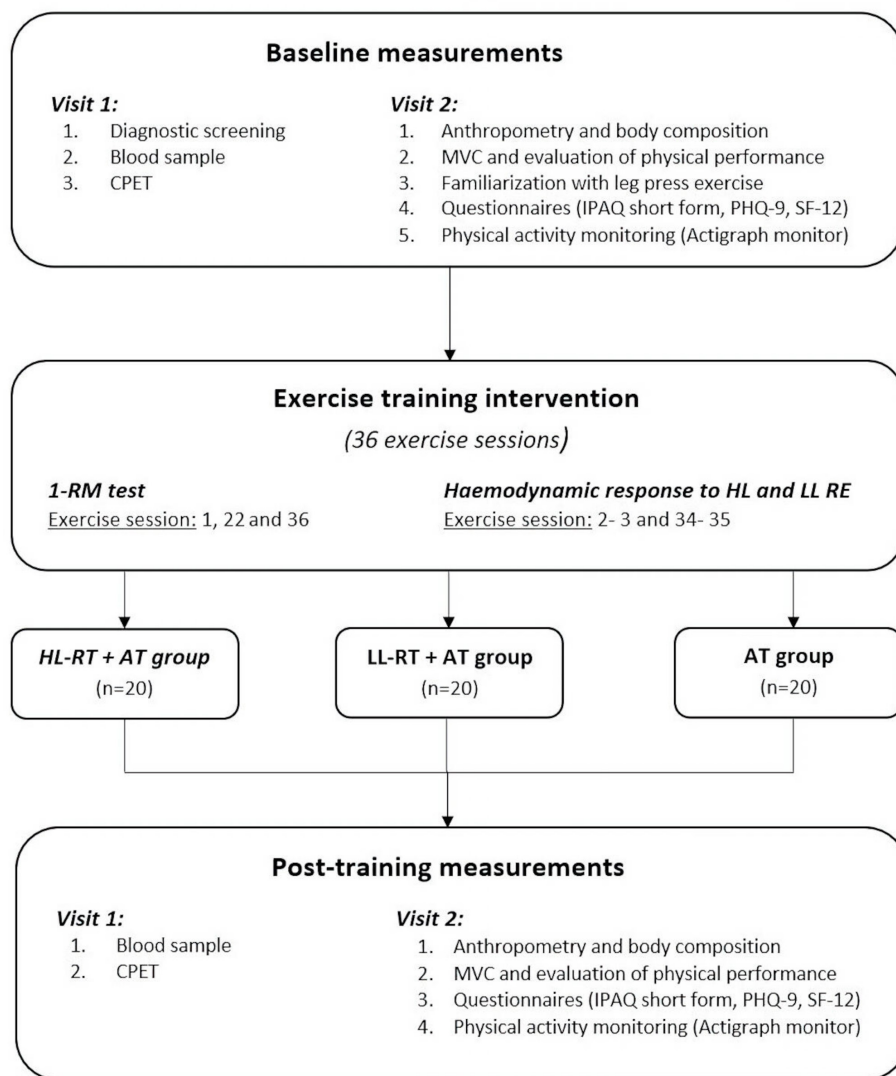 Baseline measurements
Visit 1:
1. Diagnostic screening
2. Blood sample
3. CPET
Visit 2:
1. Anthropometry and body composition
2. MVC and evaluation of physical performance
3. Familiarization with leg press exercise
4. Questionnaires (IPAQ short form, PHQ-9, SF-12)
5. Physical activity monitoring (Actigraph monitor)
Exercise training intervention
(36 exercise sessions)
1-RM test
Exercise session: 1, 22 and 36
Haemodynamic response to HL and LL RE
Exercise session: 2- 3 and 34- 35
HL-RT + AT group
(n=20)
LL-RT + AT group
(n=20)
AT group
(n=20)
Post-training measurements
Visit 1:
1. Blood sample
2. CPET
Visit 2:
1. Anthropometry and body composition
2. MVC and evaluation of physical performance
3. Questionnaires (IPAQ short form, PHQ-9, SF-12)
4. Physical activity monitoring (Actigraph monitor)